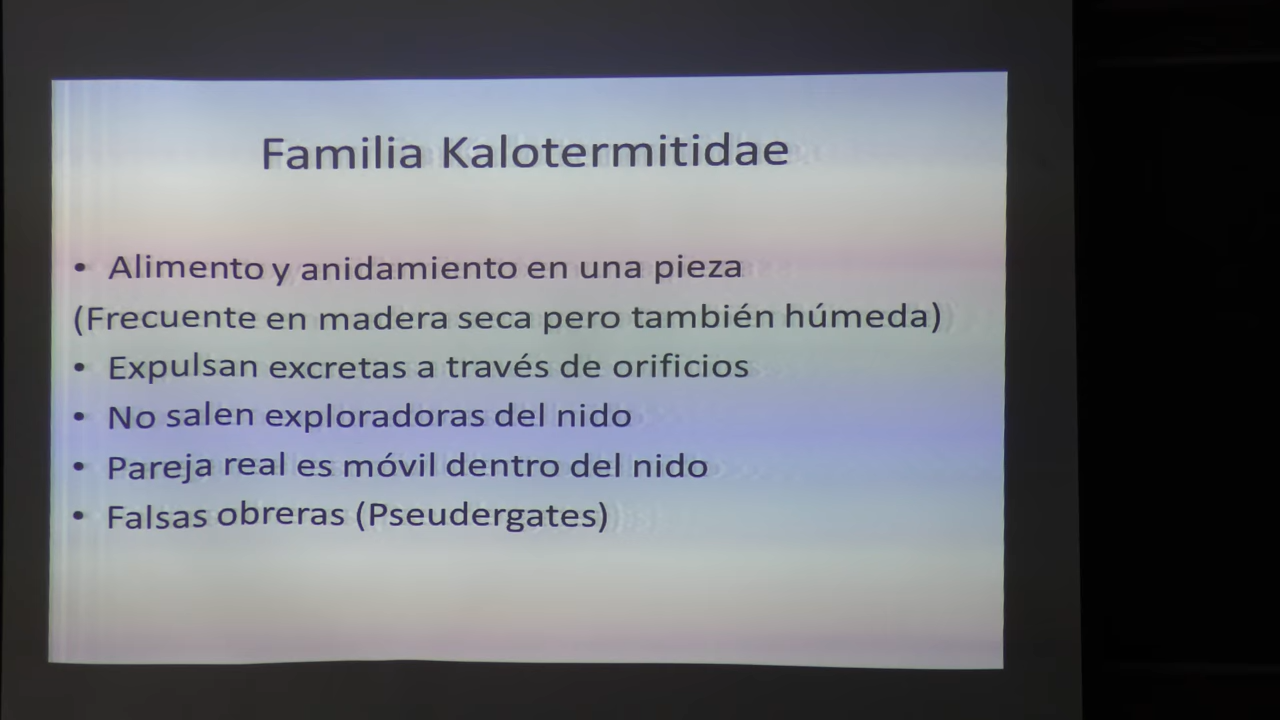 Familia Kalotermitidae
• Alimento y anidamiento en una pieza
(Frecuente en madera seca pero también húmeda)
• Expulsan excretas a través de orificios
• No salen exploradoras del nido
• Pareja real es móvil dentro del nido
• Falsas obreras (Pseudergates)